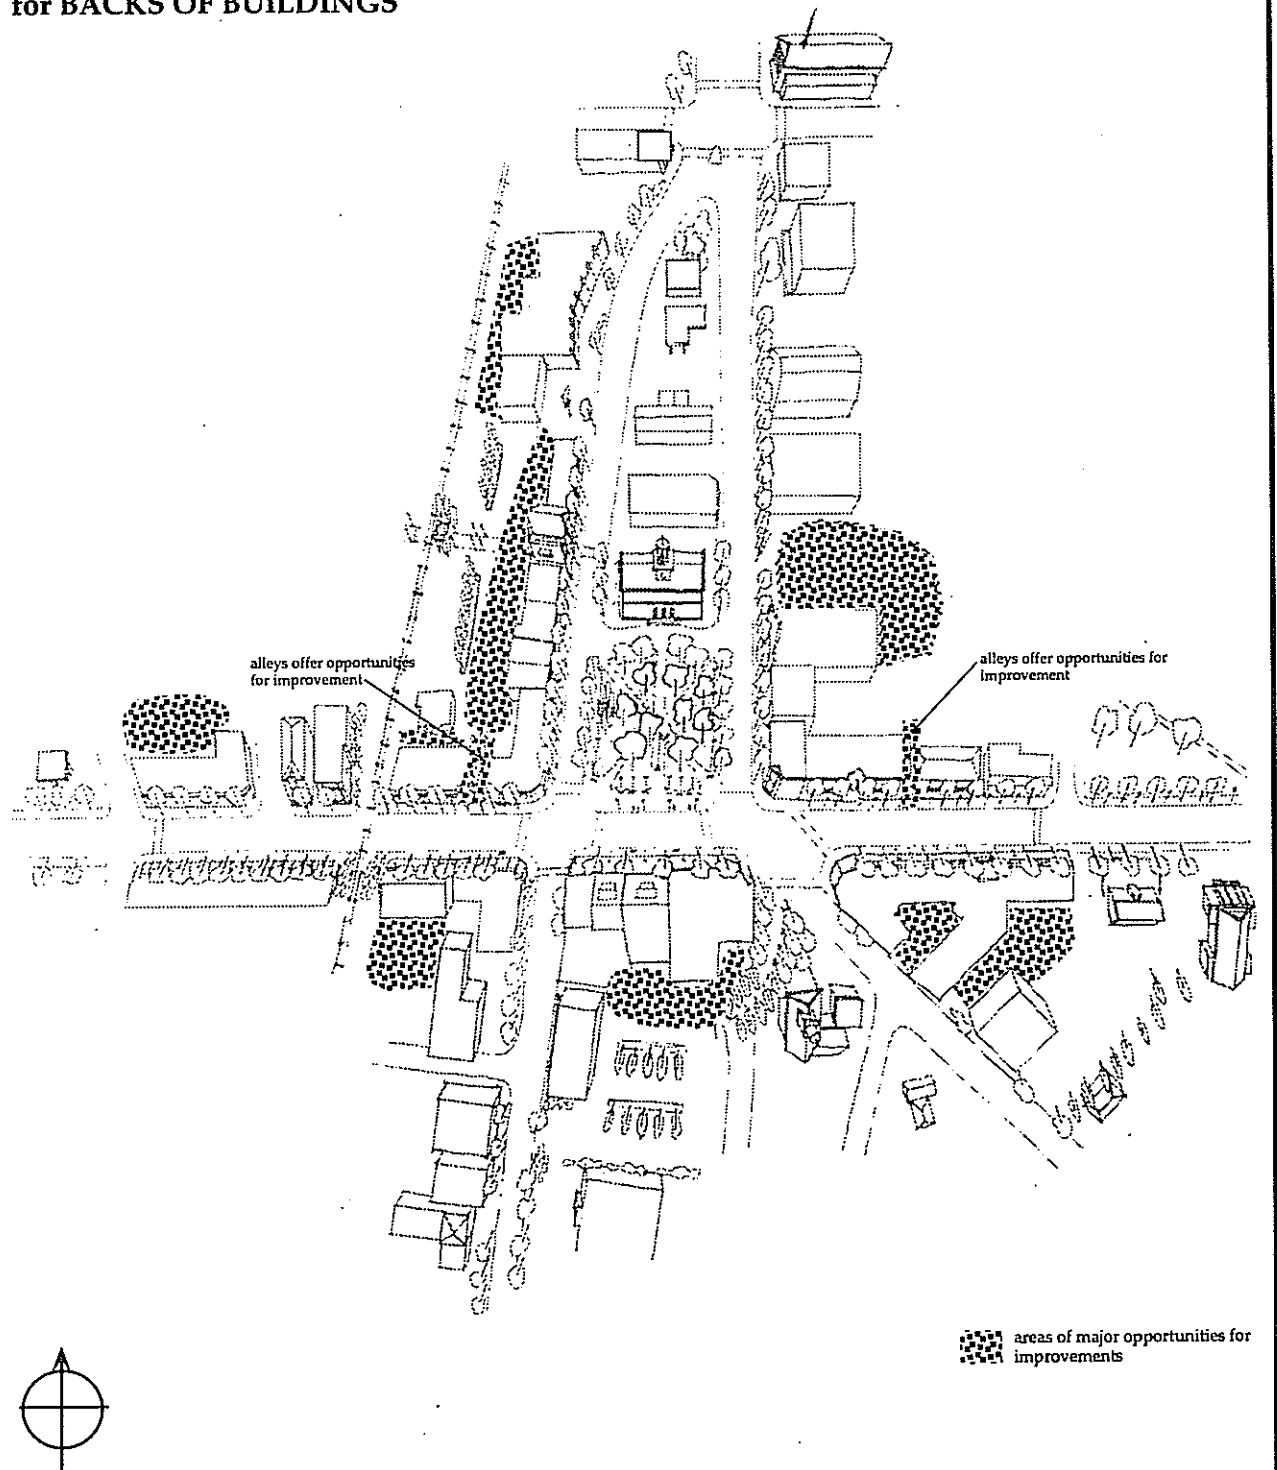 for BACKS OF BUILDINGS
alleys offer opportunities
for improvement
alleys offer opportunities for
improvement
areas of major opportunities for
improvements